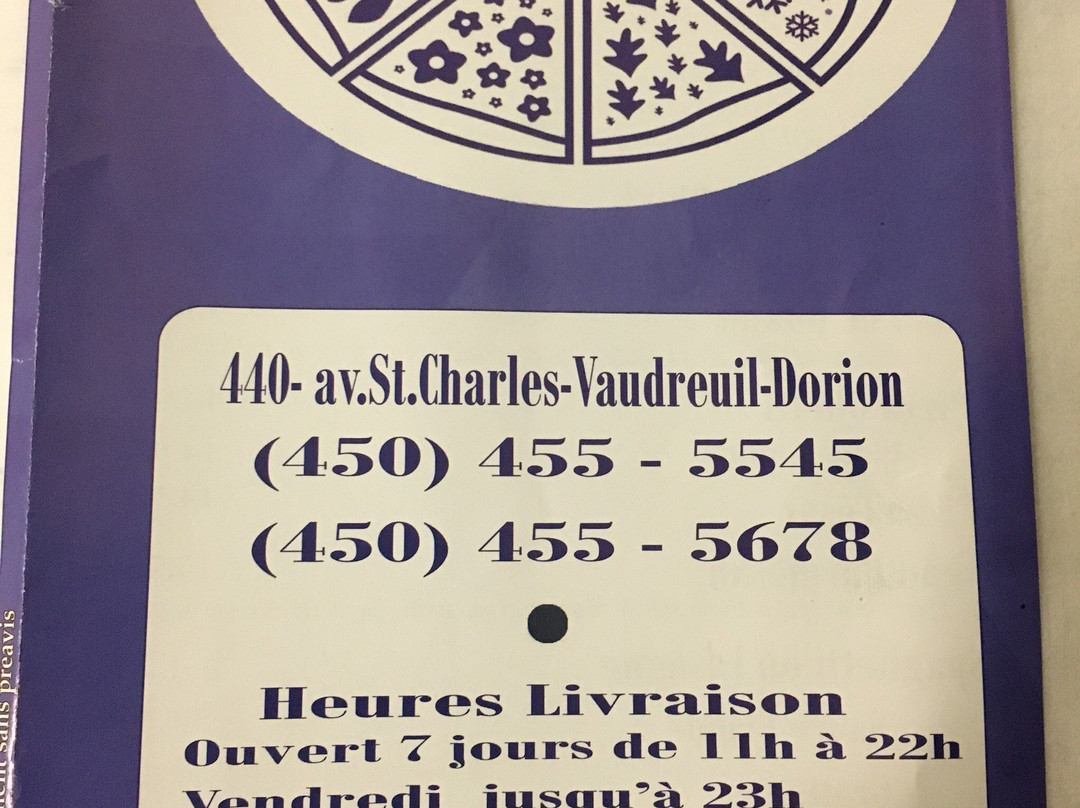 440- av.St.Charles-Vaudreuil-Dorion
(450) 455 - 5545
(450) 455 - 5678
Heures Livraison
Ouvert 7 jours de 11h à 22h
Vendredi jusqu'à 23h
sans preavis